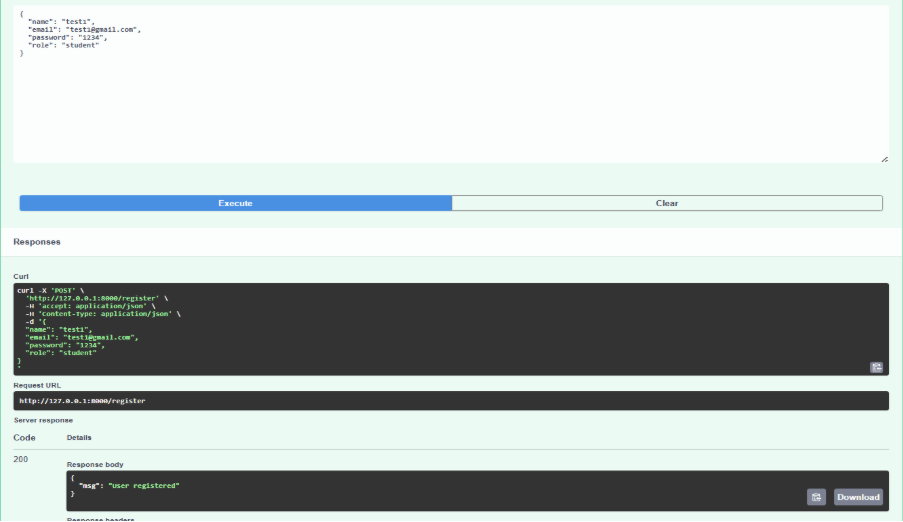 {
"name": "test1",
"email": "test1@gmail.com",
"password": "1234",
"role": "student"
}
Execute
Clear
Responses
Curl
curl -X 'POST' \
'http://127.0.0.1:8000/register' \
-H 'accept: application/json' \
-H 'Content-Type: application/json' \
-d '{
"name": "test1",
"email": "test1@gmail.com",
"password": "1234",
"role": "student"
}
'
Request URL
http://127.0.0.1:8000/register
Server response
Code Details
200
Response body
{
"msg": "User registered"
}
Download
Response headers